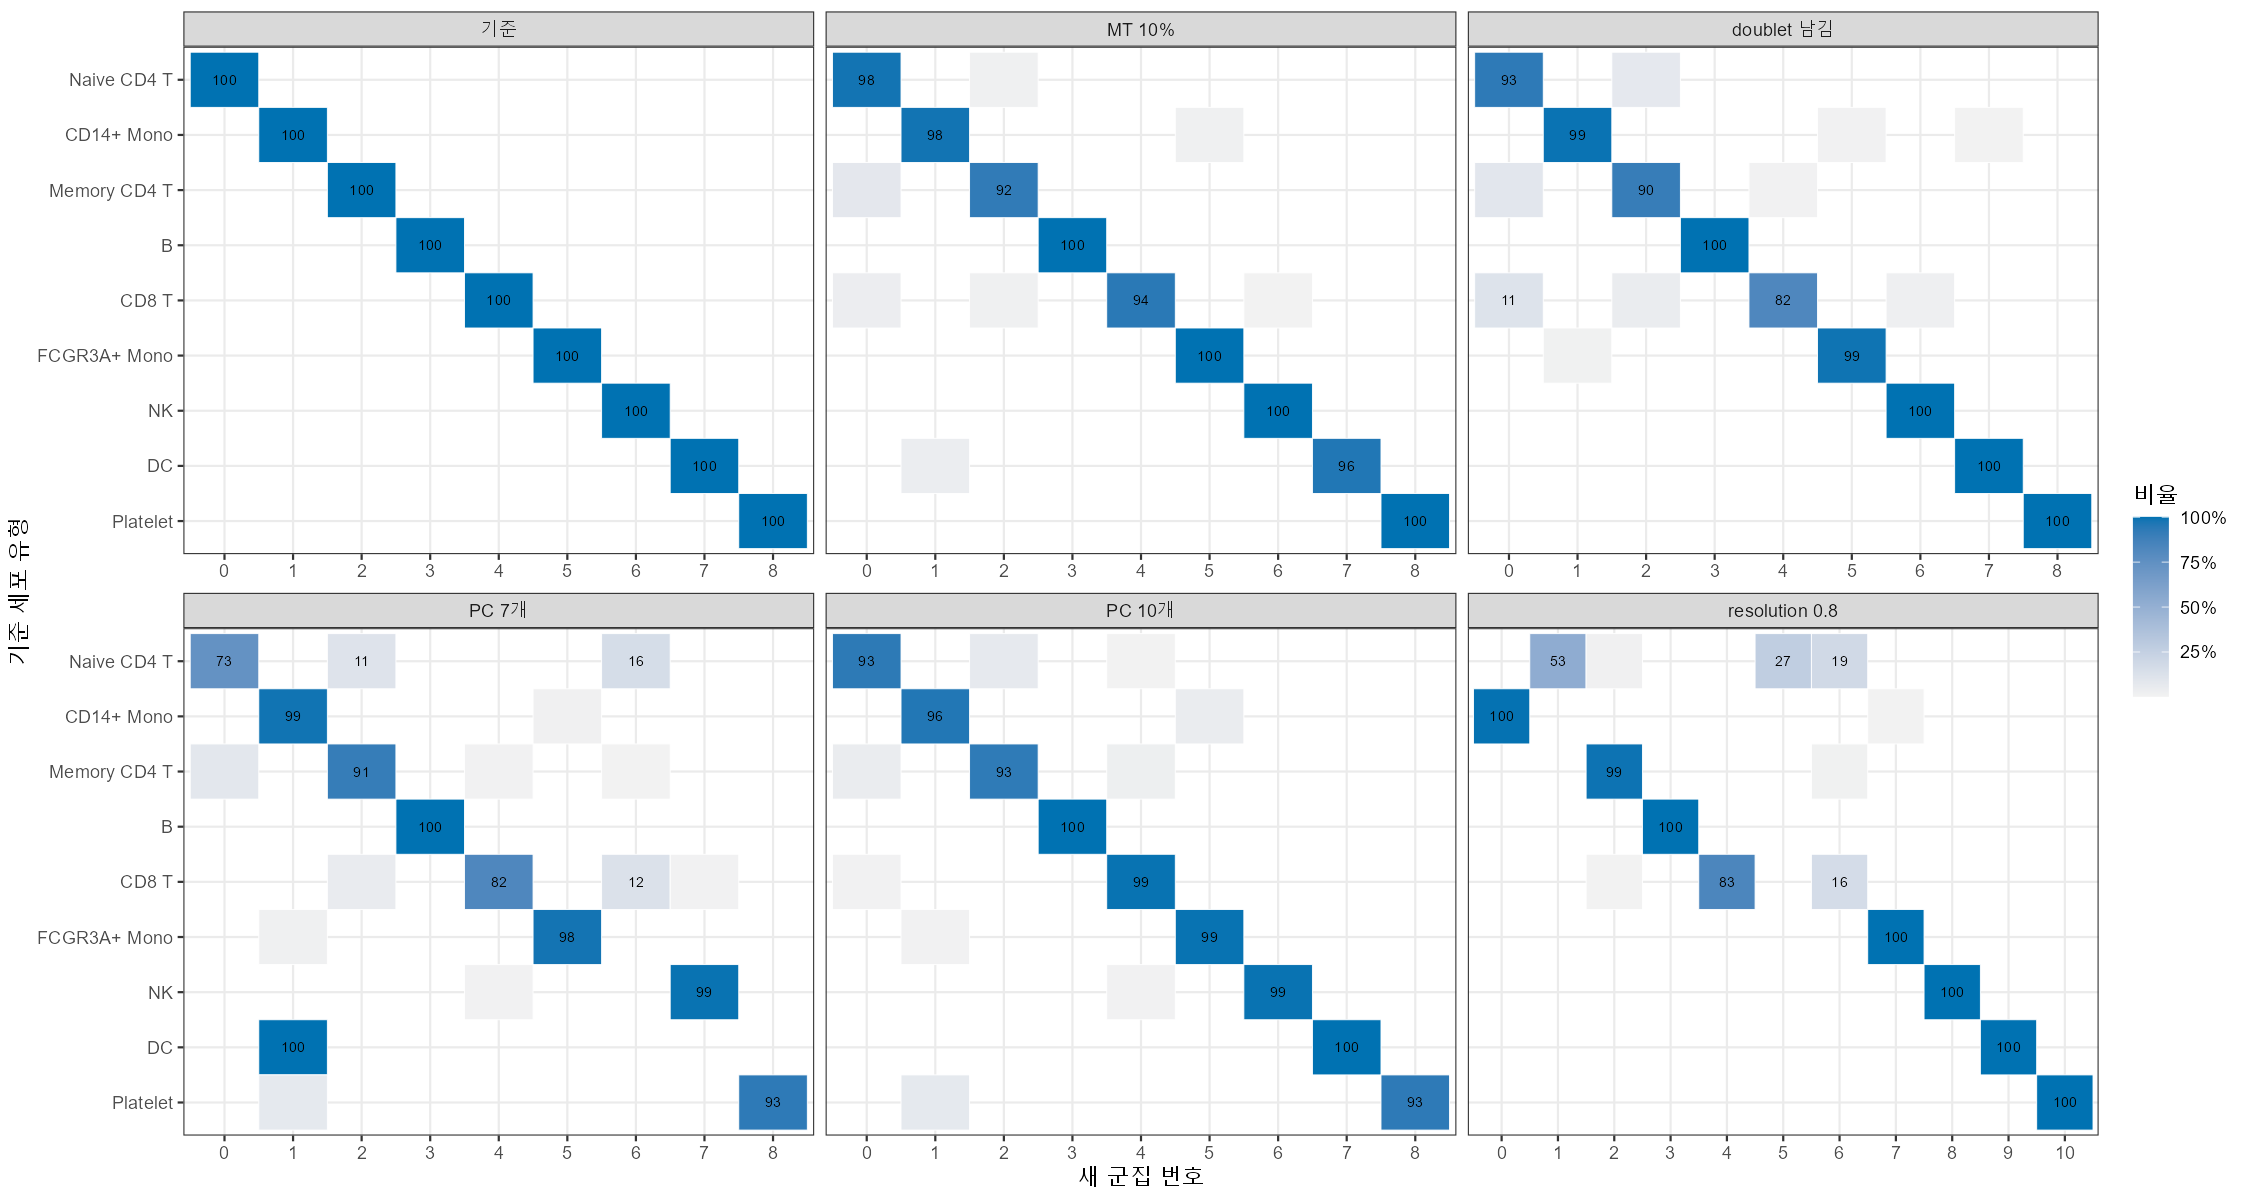 기준
MT 10%
doublet 남김
Naive CD4 T
100
98
93
CD14+ Mono
100
98
99
Memory CD4 T
100
92
90
B
100
100
100
CD8 T
100
94
11
82
FCGR3A+ Mono
100
100
99
NK
100
100
100
DC
100
96
100
Platelet
100
100
100
0 1 2 3 4 5 6 7 8
0 1 2 3 4 5 6 7 8
0 1 2 3 4 5 6 7 8
PC 7개
PC 10개
resolution 0.8
Naive CD4 T
73 11 16
93
53 27 19
CD14+ Mono
99
96
100
Memory CD4 T
91
93
99
B
100
100
100
CD8 T
82 12
99
83 16
FCGR3A+ Mono
98
99
100
NK
99
99
100
DC
100
100
100
Platelet
93
93
100
0 1 2 3 4 5 6 7 8
0 1 2 3 4 5 6 7 8
0 1 2 3 4 5 6 7 8 9 10
새 군집 번호
기준 세포 유형
비율
100%
75%
50%
25%